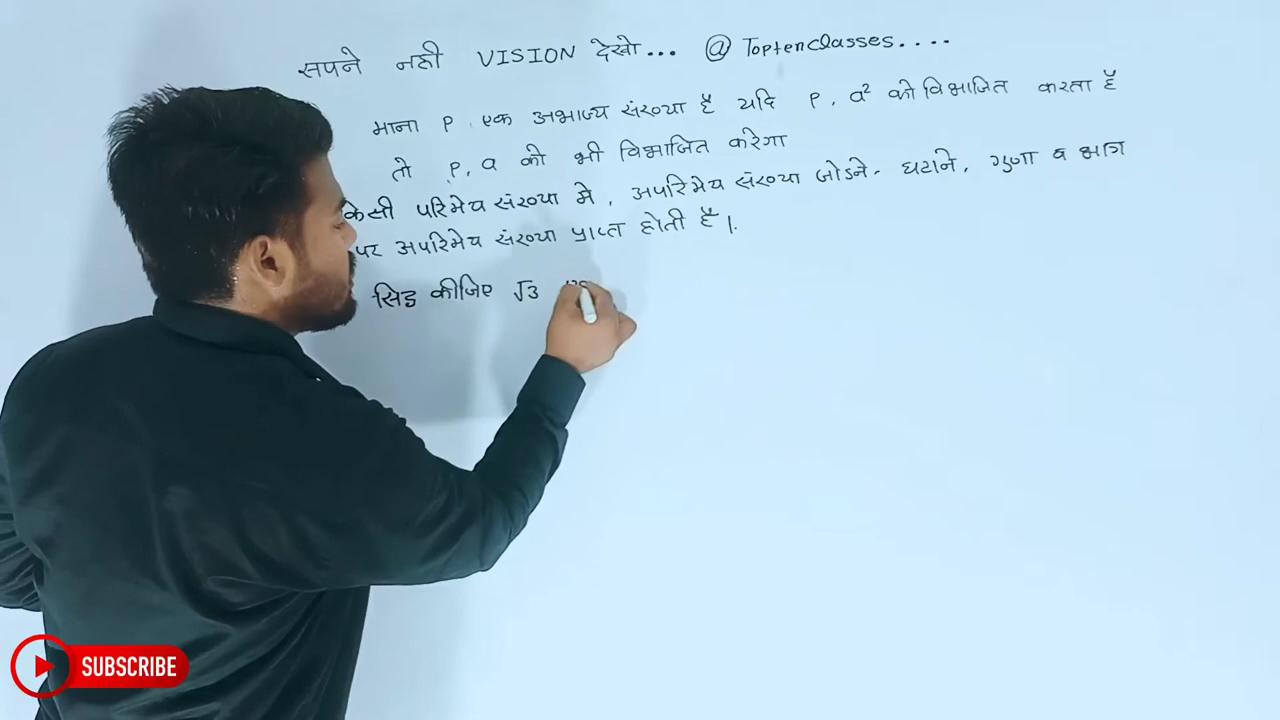 सपने नही VISION देखो... @ Toptenclasses....
माना P, एक अभाज्य संख्या है यदि P, a² को विभाजित करता है
तो P, a को भी विभाजित करेगा
केसी परिमेय संख्या मे, अपरिमेय संख्या जोडने, घटाने, गुणा व भाग
पर अपरिमेय संख्या प्राप्त होती है।.
सिद्ध कीजिए √3
SUBSCRIBE